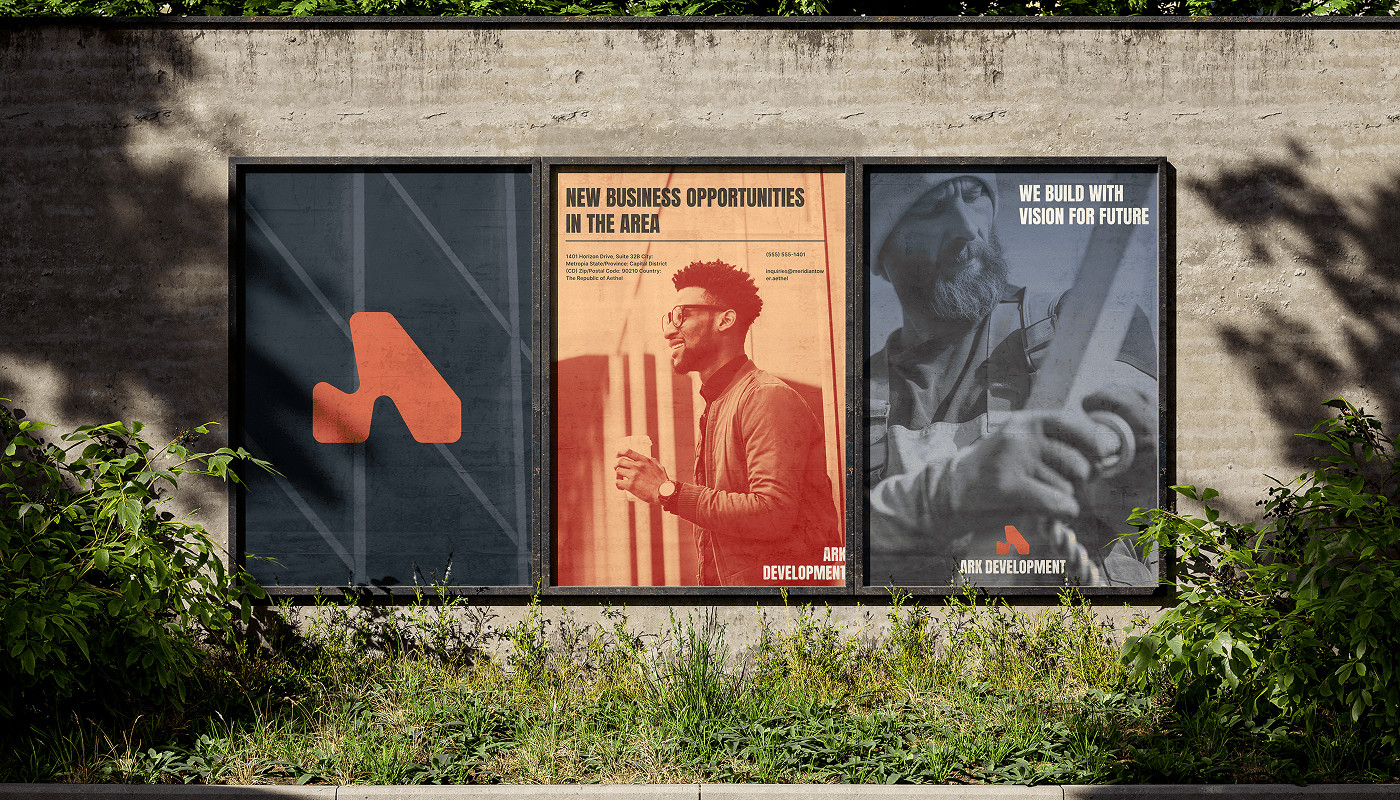 NEW BUSINESS OPPORTUNITIES
IN THE AREA
1401 Horizon Drive, Suite 32B City:
Metropia State/Province: Capital District
(CD) Zip/Postal Code: 90210 Country:
The Republic of Aethel
(555) 555-1401
inquiries@meridiantow
er.aethel
ARK
DEVELOPMENT
WE BUILD WITH
VISION FOR FUTURE
ARK DEVELOPMENT